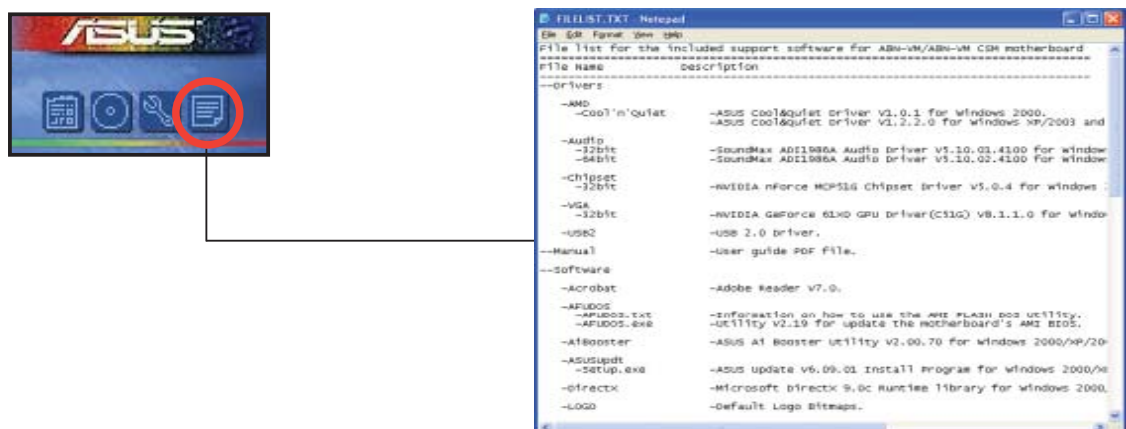 ASUS
FILELIST.TXT - Notepad
File Edit Format View Help
File list for the included support software for A8N-VM/A8N-VM CSM motherboard
File Name Description
--Drivers
-AMD
-Cool'n'Quiet -ASUS Cool&Quiet Driver V1.0.1 for Windows 2000.
-ASUS Cool&Quiet Driver V1.2.2.0 for Windows XP/2003 and
-Audio
-32bit -SoundMax ADI1986A Audio Driver V5.10.01.4100 for Window
-64bit -SoundMax ADI1986A Audio Driver V5.10.02.4100 for Window
-Chipset
-32bit -NVIDIA nForce MCP51G Chipset Driver V5.0.4 for Windows
-VGA
-32bit -NVIDIA GeForce 61X0 GPU Driver(C51G) V8.1.1.0 for Windo
-USB2 -USB 2.0 Driver.
--Manual -User guide PDF file.
--Software
-Acrobat -Adobe Reader V7.0.
-AFUDOS
-AFUDOS.txt -Information on how to use the AMI FLASH DOS Utility.
-AFUDOS.exe -Utility V2.19 for update the motherboard's AMI BIOS.
-AiBooster -ASUS Ai Booster Utility V2.00.70 for Windows 2000/XP/20
-ASUSUpdt
-Setup.exe -ASUS Update V6.09.01 Install Program for Windows 2000/X
-DirectX -Microsoft DirectX 9.0c Runtime library for Windows 2000,
-LOGO -Default Logo Bitmaps.